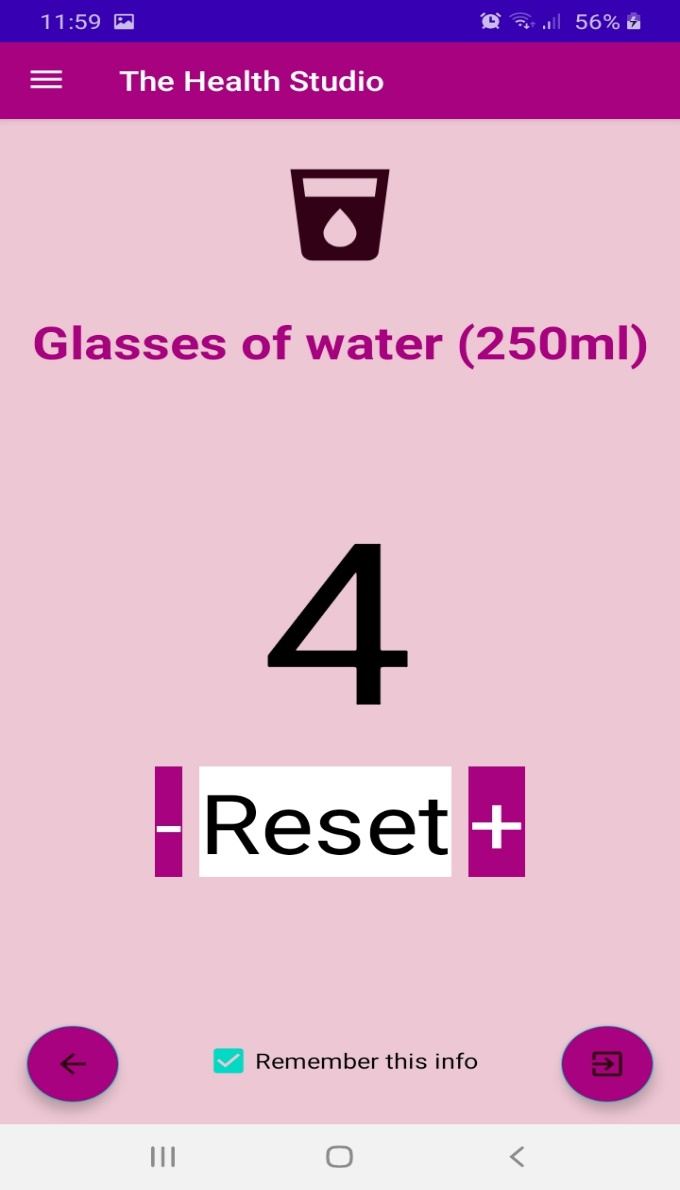 11:59 56%
The Health Studio
Glasses of water (250ml)
4
- Reset +
Remember this info